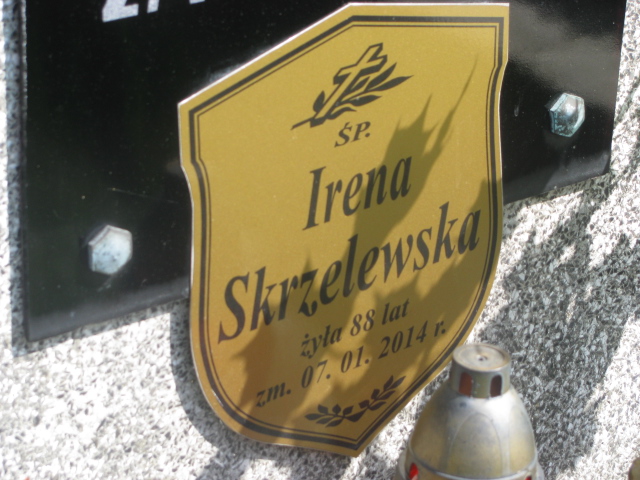 ŚP.
Irena
Skrzelewska
żyła 88 lat
zm. 07. 01. 2014 r.